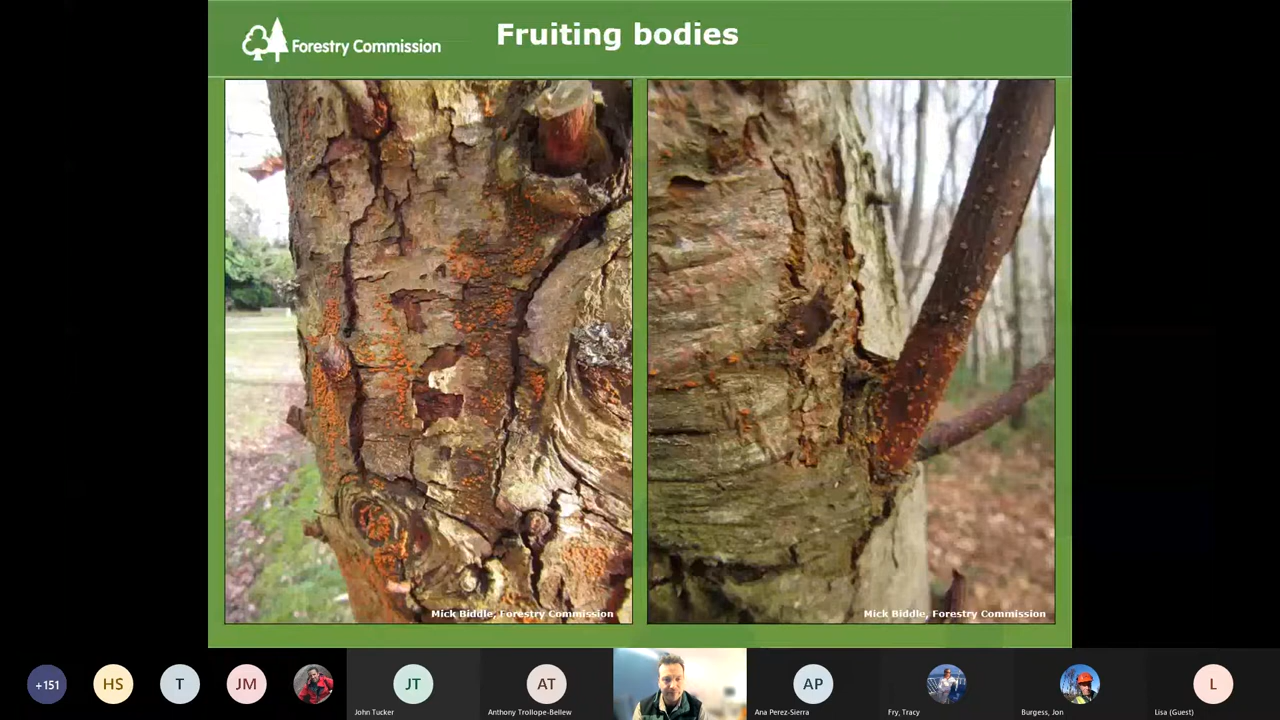 Forestry Commission
Fruiting bodies
Mick Biddle, Forestry Commission
Mick Biddle, Forestry Commission
+151
HS
T
JM
JT
John Tucker
AT
Anthony Trollope-Bellew
AP
Ana Perez-Sierra
Fry, Tracy
Burgess, Jon
L
Lisa (Guest)